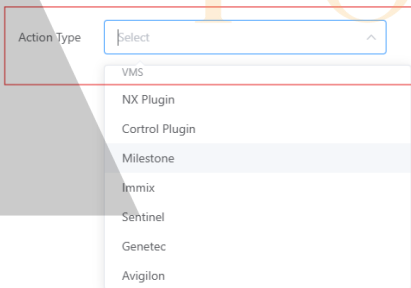 Action Type
Select
VMS
NX Plugin
Cortrol Plugin
Milestone
Immix
Sentinel
Genetec
Avigilon